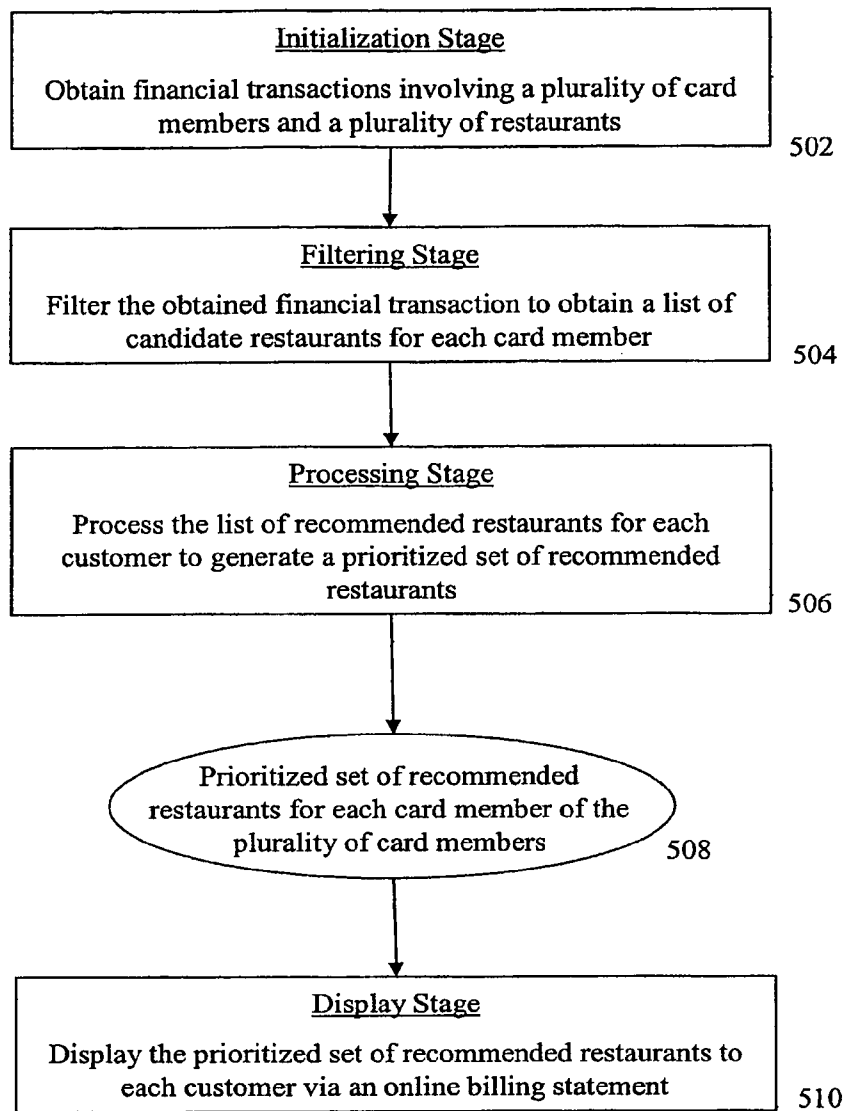 Initialization Stage
Obtain financial transactions involving a plurality of card
members and a plurality of restaurants
502
Filtering Stage
Filter the obtained financial transaction to obtain a list of
candidate restaurants for each card member
504
Processing Stage
Process the list of recommended restaurants for each
customer to generate a prioritized set of recommended
restaurants
506
Prioritized set of recommended
restaurants for each card member of the
plurality of card members
508
Display Stage
Display the prioritized set of recommended restaurants to
each customer via an online billing statement
510